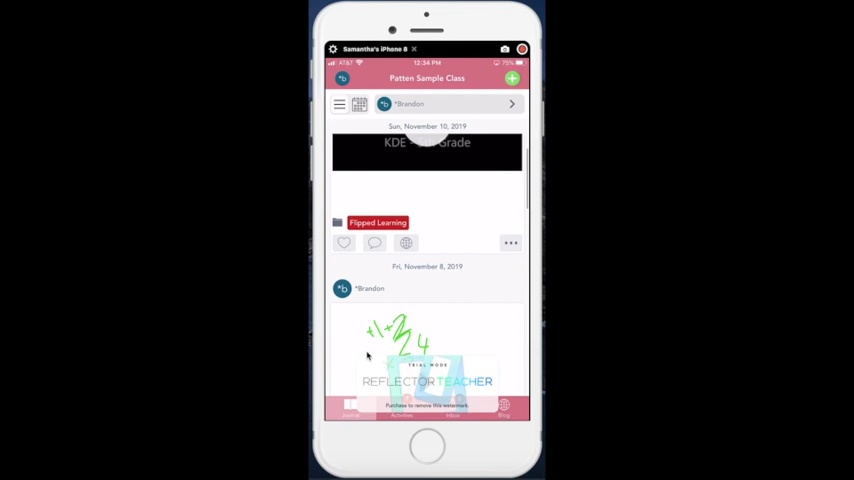 Samantha's iPhone 8
AT&T 12:34 PM 75%
*b Patten Sample Class
*b *Brandon
Sun, November 10, 2019
KDE - 5th Grade
Flipped Learning
Fri, November 8, 2019
*b *Brandon
TRIAL MODE
REFLECTOR TEACHER
Purchase to remove this watermark.
Journal Activities Inbox Blog